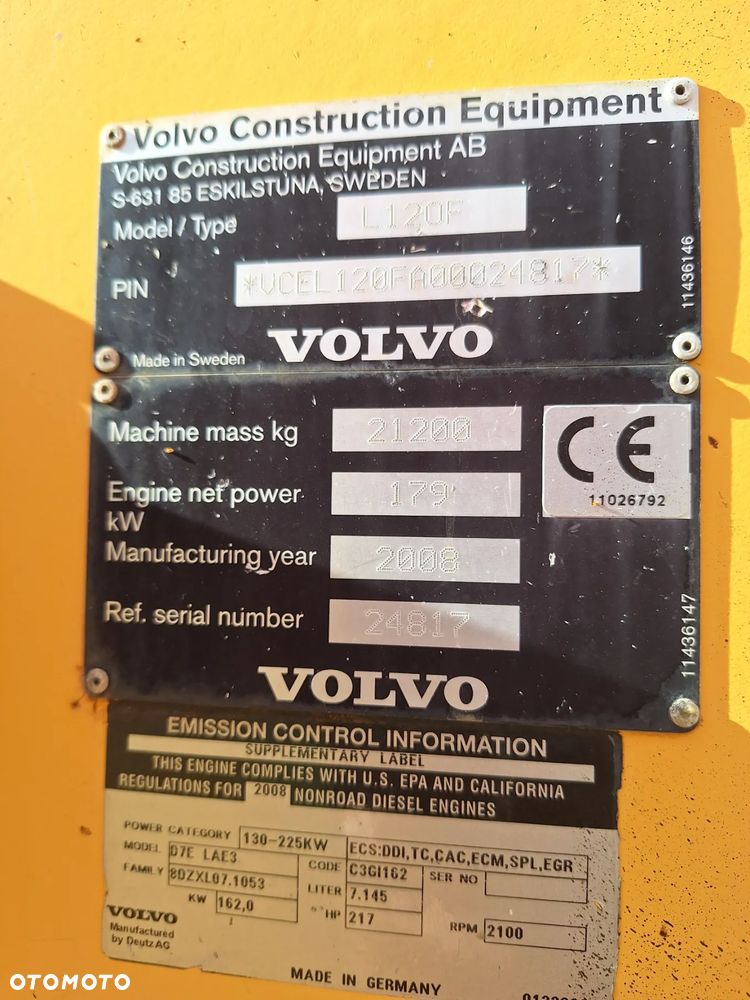 Volvo Construction Equipment
Volvo Construction Equipment AB
S-631 85 ESKILSTUNA, SWEDEN
Model / Type L120F
PIN *VCEL120FA00024817*
11436146
VOLVO
Made in Sweden
Machine mass kg 21200
CE
11026792
Engine net power kW 179
Manufacturing year 2008
Ref. serial number 24817
11436147
VOLVO
EMISSION CONTROL INFORMATION
SUPPLEMENTARY LABEL
THIS ENGINE COMPLIES WITH U.S. EPA AND CALIFORNIA
REGULATIONS FOR 2008 NONROAD DIESEL ENGINES
POWER CATEGORY 130-225KW ECS:DDI,TC,CAC,ECM,SPL,EGR
MODEL D7E LAE3 CODE C3GI162 SER NO
FAMILY 8DZXL07.1053 LITER 7.145
KW 162,0 HP 217 RPM 2100
VOLVO
Manufactured
by Deutz AG
MADE IN GERMANY
OTOMOTO